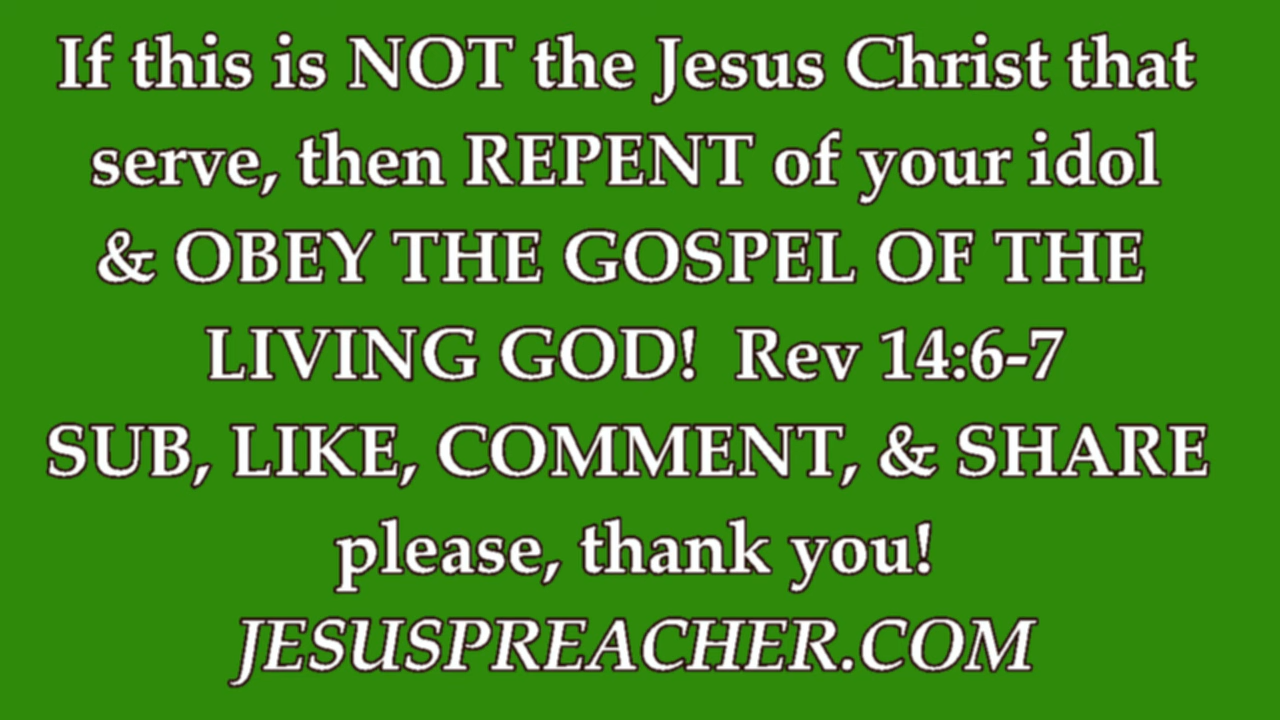 If this is NOT the Jesus Christ that
serve, then REPENT of your idol
& OBEY THE GOSPEL OF THE
LIVING GOD!  Rev 14:6-7
SUB, LIKE, COMMENT, & SHARE
please, thank you!
JESUSPREACHER.COM